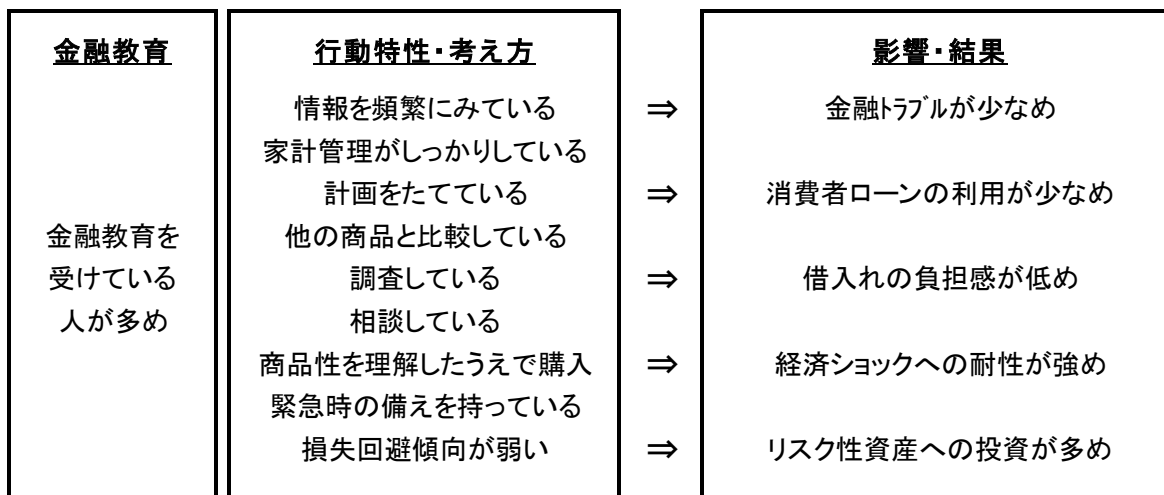 金融教育
金融教育を
受けている
人が多め
行動特性・考え方
情報を頻繁にみている
家計管理がしっかりしている
計画をたてている
他の商品と比較している
調査している
相談している
商品性を理解したうえで購入
緊急時の備えを持っている
損失回避傾向が弱い
⇒
⇒
⇒
⇒
⇒
影響・結果
金融ﾄﾗﾌﾞﾙが少なめ
消費者ローンの利用が少なめ
借入れの負担感が低め
経済ショックへの耐性が強め
リスク性資産への投資が多め